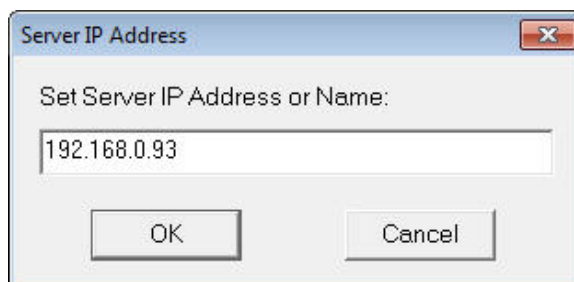 Server IP Address
Set Server IP Address or Name:
192.168.0.93
OK
Cancel